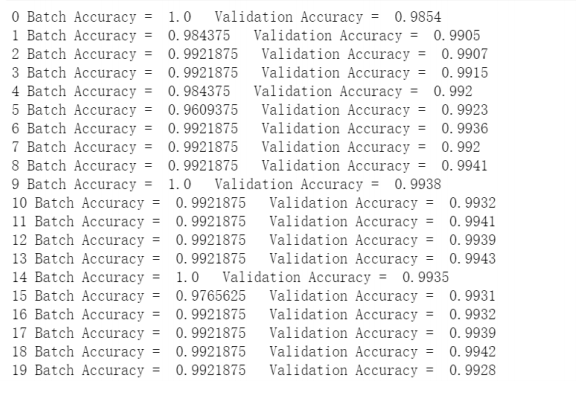 0 Batch Accuracy = 1.0 Validation Accuracy = 0.9854
1 Batch Accuracy = 0.984375 Validation Accuracy = 0.9905
2 Batch Accuracy = 0.9921875 Validation Accuracy = 0.9907
3 Batch Accuracy = 0.9921875 Validation Accuracy = 0.9915
4 Batch Accuracy = 0.984375 Validation Accuracy = 0.992
5 Batch Accuracy = 0.9609375 Validation Accuracy = 0.9923
6 Batch Accuracy = 0.9921875 Validation Accuracy = 0.9936
7 Batch Accuracy = 0.9921875 Validation Accuracy = 0.992
8 Batch Accuracy = 0.9921875 Validation Accuracy = 0.9941
9 Batch Accuracy = 1.0 Validation Accuracy = 0.9938
10 Batch Accuracy = 0.9921875 Validation Accuracy = 0.9932
11 Batch Accuracy = 0.9921875 Validation Accuracy = 0.9941
12 Batch Accuracy = 0.9921875 Validation Accuracy = 0.9939
13 Batch Accuracy = 0.9921875 Validation Accuracy = 0.9943
14 Batch Accuracy = 1.0 Validation Accuracy = 0.9935
15 Batch Accuracy = 0.9765625 Validation Accuracy = 0.9931
16 Batch Accuracy = 0.9921875 Validation Accuracy = 0.9932
17 Batch Accuracy = 0.9921875 Validation Accuracy = 0.9939
18 Batch Accuracy = 0.9921875 Validation Accuracy = 0.9942
19 Batch Accuracy = 0.9921875 Validation Accuracy = 0.9928